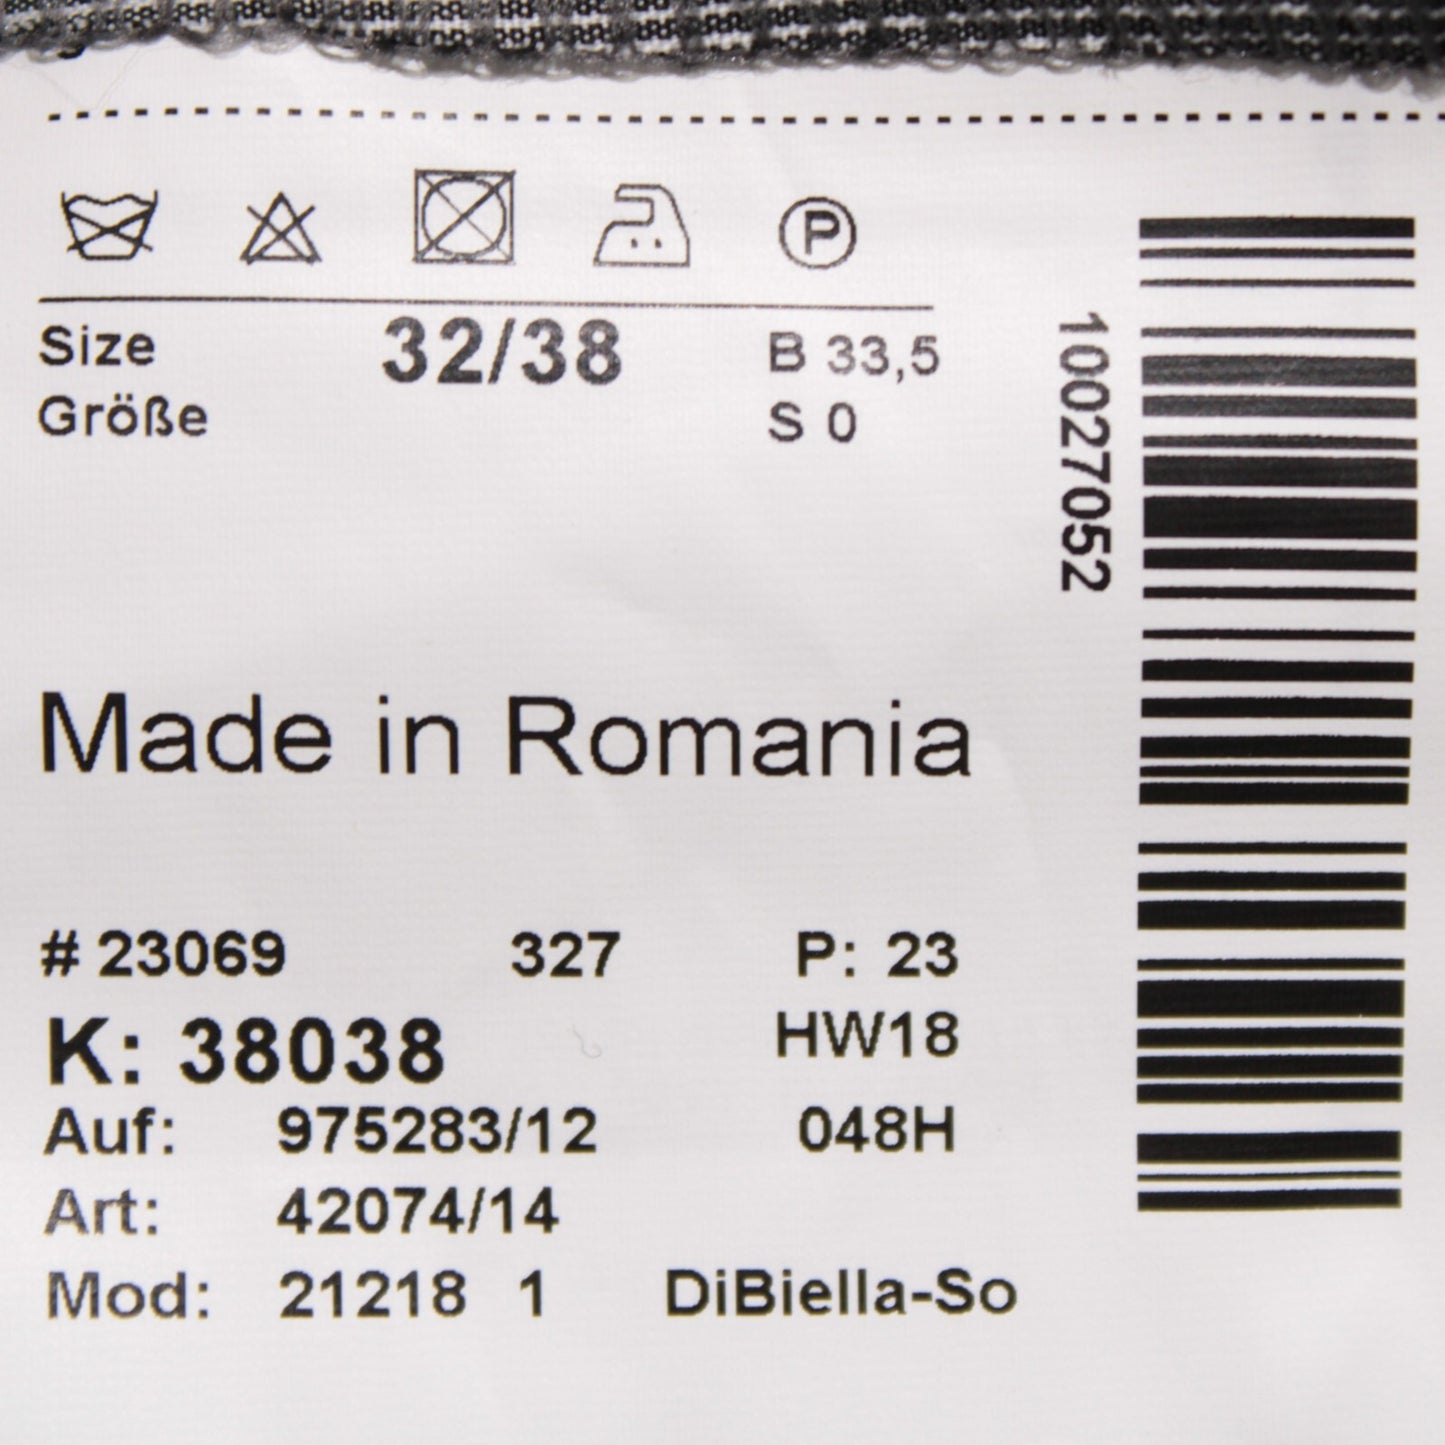 P
Size 32/38 B 33,5
Größe S 0
10027052
Made in Romania
# 23069 327 P: 23
K: 38038 HW18
Auf: 975283/12 048H
Art: 42074/14
Mod: 21218 1 DiBiella-So